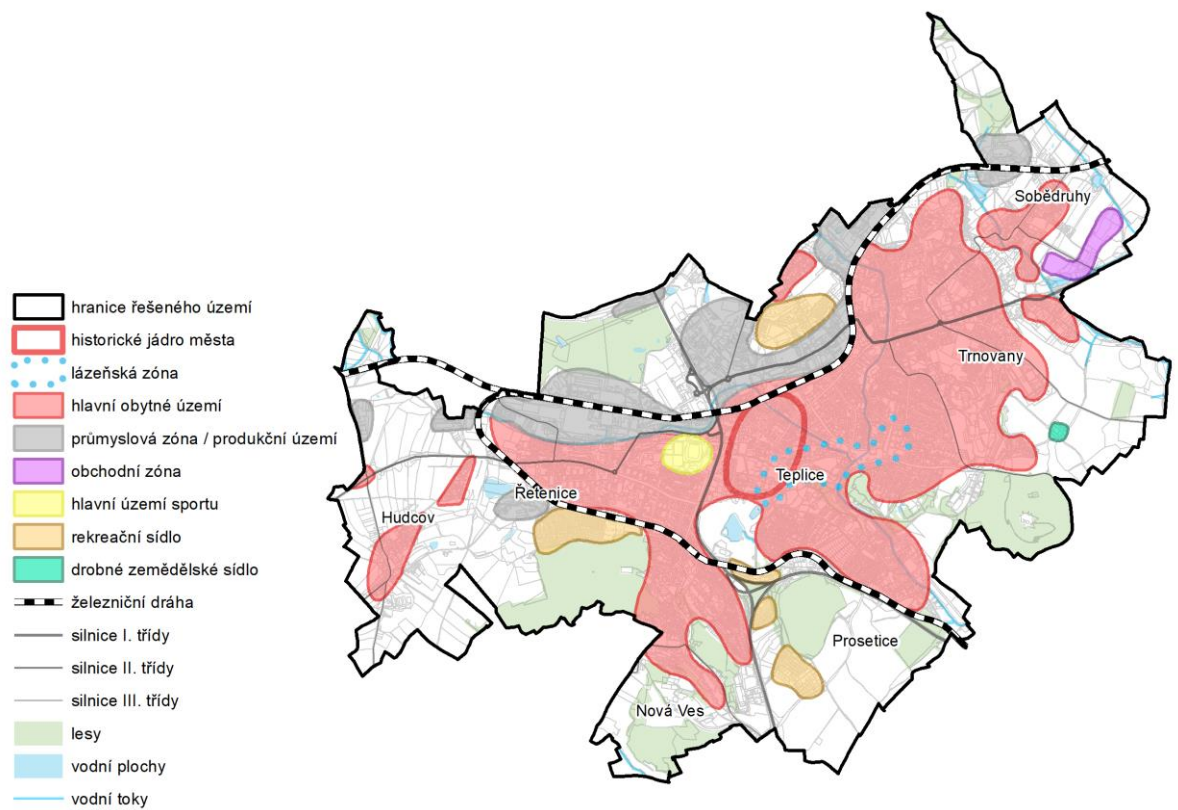 Sobědruhy
Trnovany
Teplice
Řetenice
Hudcov
Prosetice
Nová Ves
hranice řešeného území
historické jádro města
lázeňská zóna
hlavní obytné území
průmyslová zóna / produkční území
obchodní zóna
hlavní území sportu
rekreační sídlo
drobné zemědělské sídlo
železniční dráha
silnice I. třídy
silnice II. třídy
silnice III. třídy
lesy
vodní plochy
vodní toky